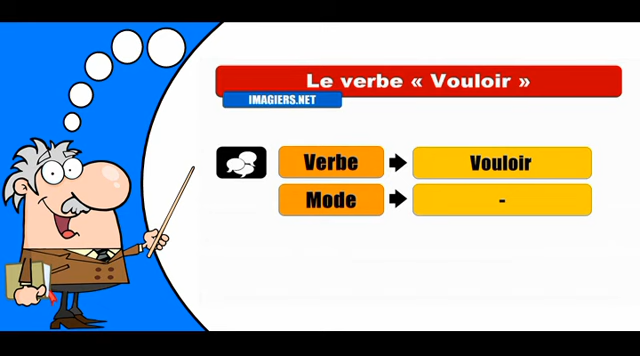 Le verbe « Vouloir »
IMAGIERS.NET
Verbe Vouloir
Mode -